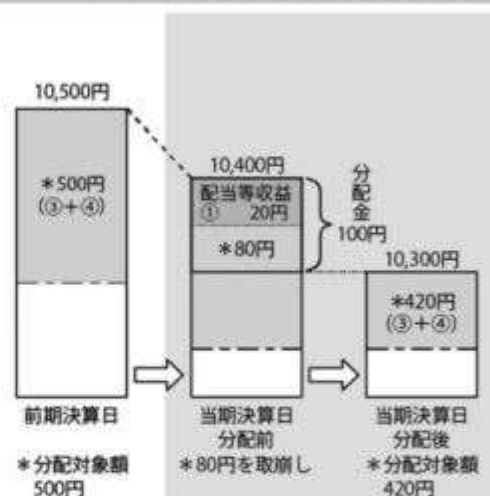 10,500円
*500円
(③+④)
10,400円
配当等収益
① 20円
*80円
分配金
100円
10,300円
*420円
(③+④)
前期決算日
*分配対象額
500円
当期決算日
分配前
*80円を取崩し
当期決算日
分配後
*分配対象額
420円